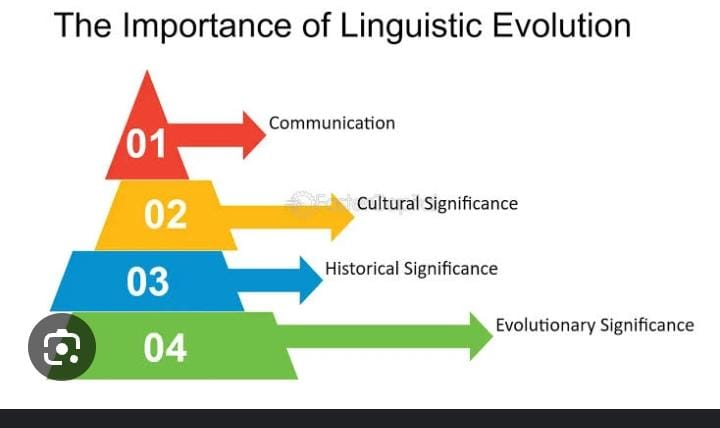 The Importance of Linguistic Evolution
01
Communication
02
Cultural Significance
03
Historical Significance
04
Evolutionary Significance